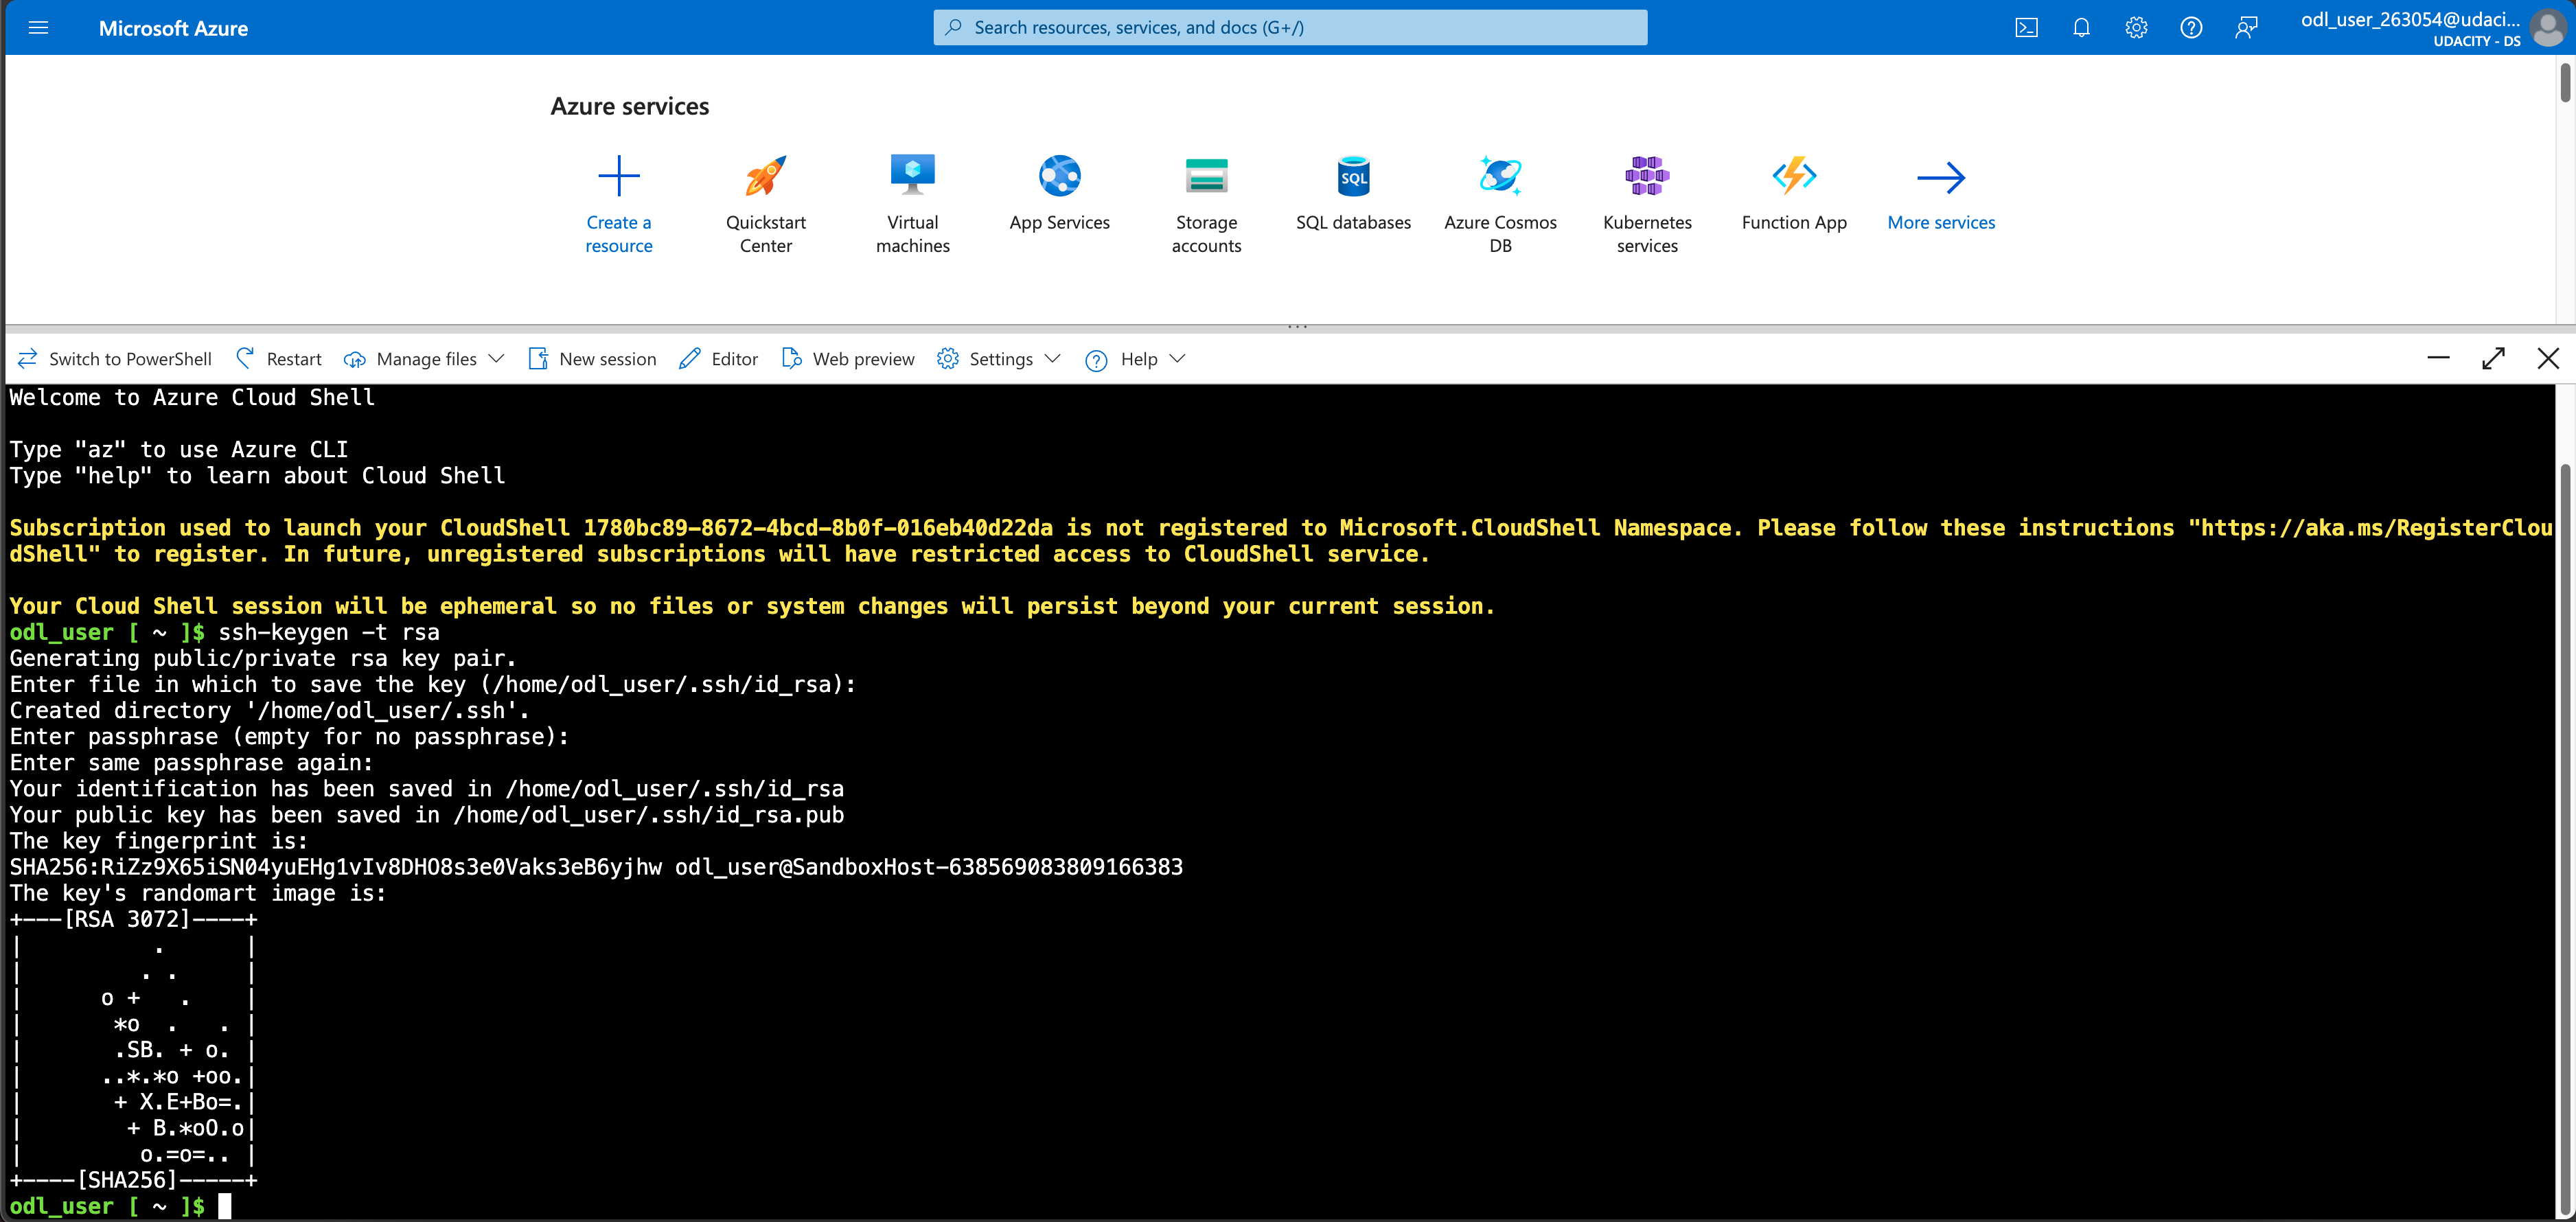 Microsoft Azure
Search resources, services, and docs (G+/)
odl_user_263054@udaci...
UDACITY - DS
Azure services
Create a resource
Quickstart Center
Virtual machines
App Services
Storage accounts
SQL
SQL databases
Azure Cosmos DB
Kubernetes services
Function App
More services
Switch to PowerShell
Restart
Manage files
New session
Editor
Web preview
Settings
Help
Welcome to Azure Cloud Shell
Type "az" to use Azure CLI
Type "help" to learn about Cloud Shell
Subscription used to launch your CloudShell 1780bc89-8672-4bcd-8b0f-016eb40d22da is not registered to Microsoft.CloudShell Namespace. Please follow these instructions "https://aka.ms/RegisterClou
dShell" to register. In future, unregistered subscriptions will have restricted access to CloudShell service.
Your Cloud Shell session will be ephemeral so no files or system changes will persist beyond your current session.
odl_user [ ~ ]$ ssh-keygen -t rsa
Generating public/private rsa key pair.
Enter file in which to save the key (/home/odl_user/.ssh/id_rsa):
Created directory '/home/odl_user/.ssh'.
Enter passphrase (empty for no passphrase):
Enter same passphrase again:
Your identification has been saved in /home/odl_user/.ssh/id_rsa
Your public key has been saved in /home/odl_user/.ssh/id_rsa.pub
The key fingerprint is:
SHA256:RiZz9X65iSN04yuEHg1vIv8DHO8s3e0Vaks3eB6yjhw odl_user@SandboxHost-638569083809166383
The key's randomart image is:
+---[RSA 3072]----+
|          .      |
|         . .     |
|      o +   .    |
|       *o  .   . |
|       .SB. + o. |
|      ..*.*o +oo.|
|       + X.E+Bo=.|
|        + B.*oO.o|
|         o.=o=.. |
+----[SHA256]-----+
odl_user [ ~ ]$